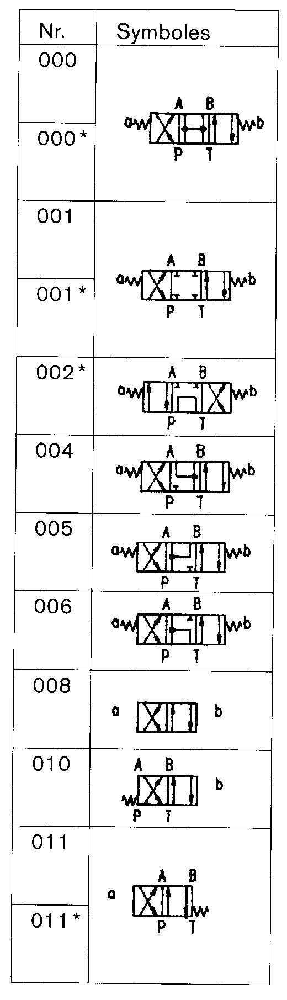 Nr. Symboles
000
A B
a b
000*
P T
001
A B
a b
001*
P T
002*
A B
a b
P T
004
A B
a b
P T
005
A B
a b
P T
006
A B
a b
P T
008
a b
010
A B
b
P T
011
A B
a
011*
P T